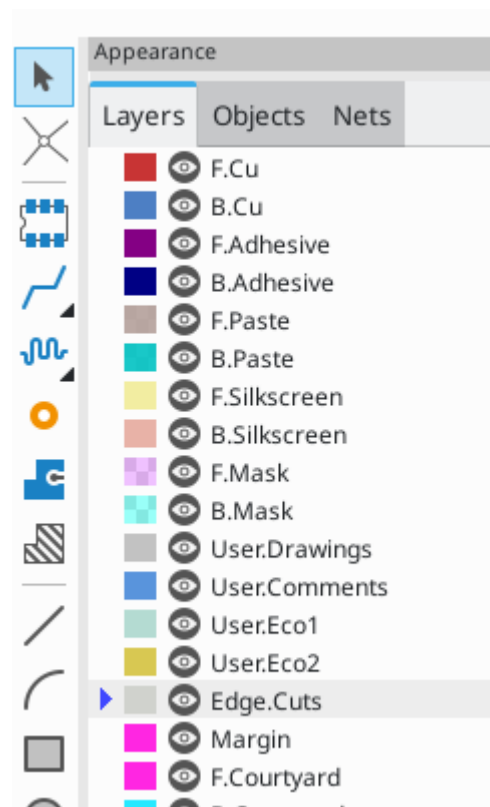 Appearance
Layers Objects Nets
F.Cu
B.Cu
F.Adhesive
B.Adhesive
F.Paste
B.Paste
F.Silkscreen
B.Silkscreen
F.Mask
B.Mask
User.Drawings
User.Comments
User.Eco1
User.Eco2
Edge.Cuts
Margin
F.Courtyard